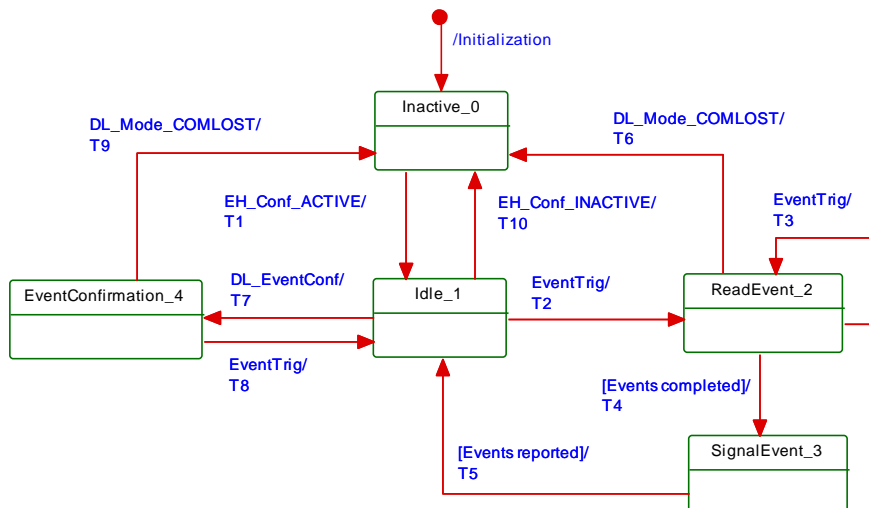 /Initialization
Inactive_0
DL_Mode_COMLOST/
T9
DL_Mode_COMLOST/
T6
EH_Conf_ACTIVE/
T1
EH_Conf_INACTIVE/
T10
EventTrig/
T3
EventConfirmation_4
DL_EventConf/
T7
Idle_1
EventTrig/
T2
ReadEvent_2
EventTrig/
T8
[Events completed]/
T4
[Events reported]/
T5
SignalEvent_3